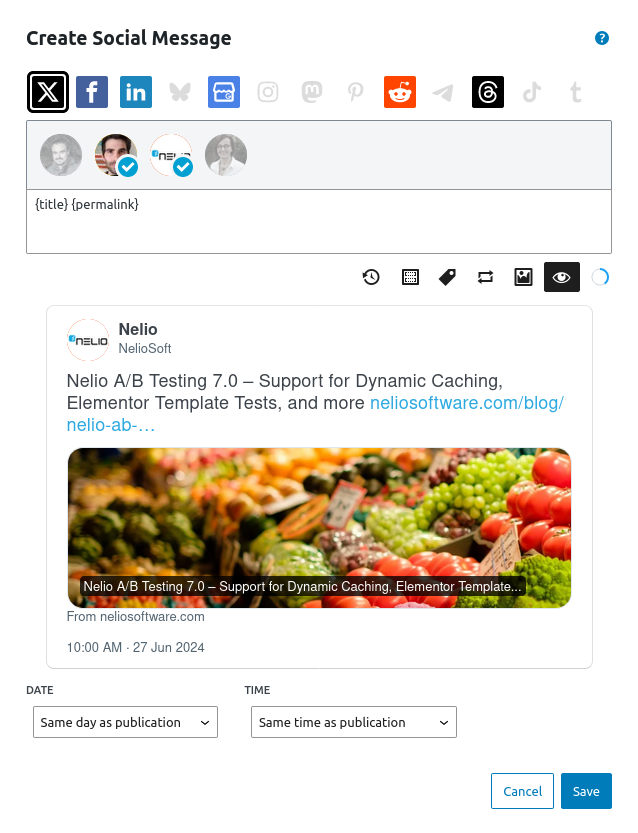 Create Social Message
?
NELIO
{title} {permalink}
NELIO
Nelio
NelioSoft
Nelio A/B Testing 7.0 – Support for Dynamic Caching,
Elementor Template Tests, and more neliosoftware.com/blog/
nelio-ab-…
Nelio A/B Testing 7.0 – Support for Dynamic Caching, Elementor Template...
From neliosoftware.com
10:00 AM · 27 Jun 2024
DATE
TIME
Same day as publication
Same time as publication
Cancel
Save